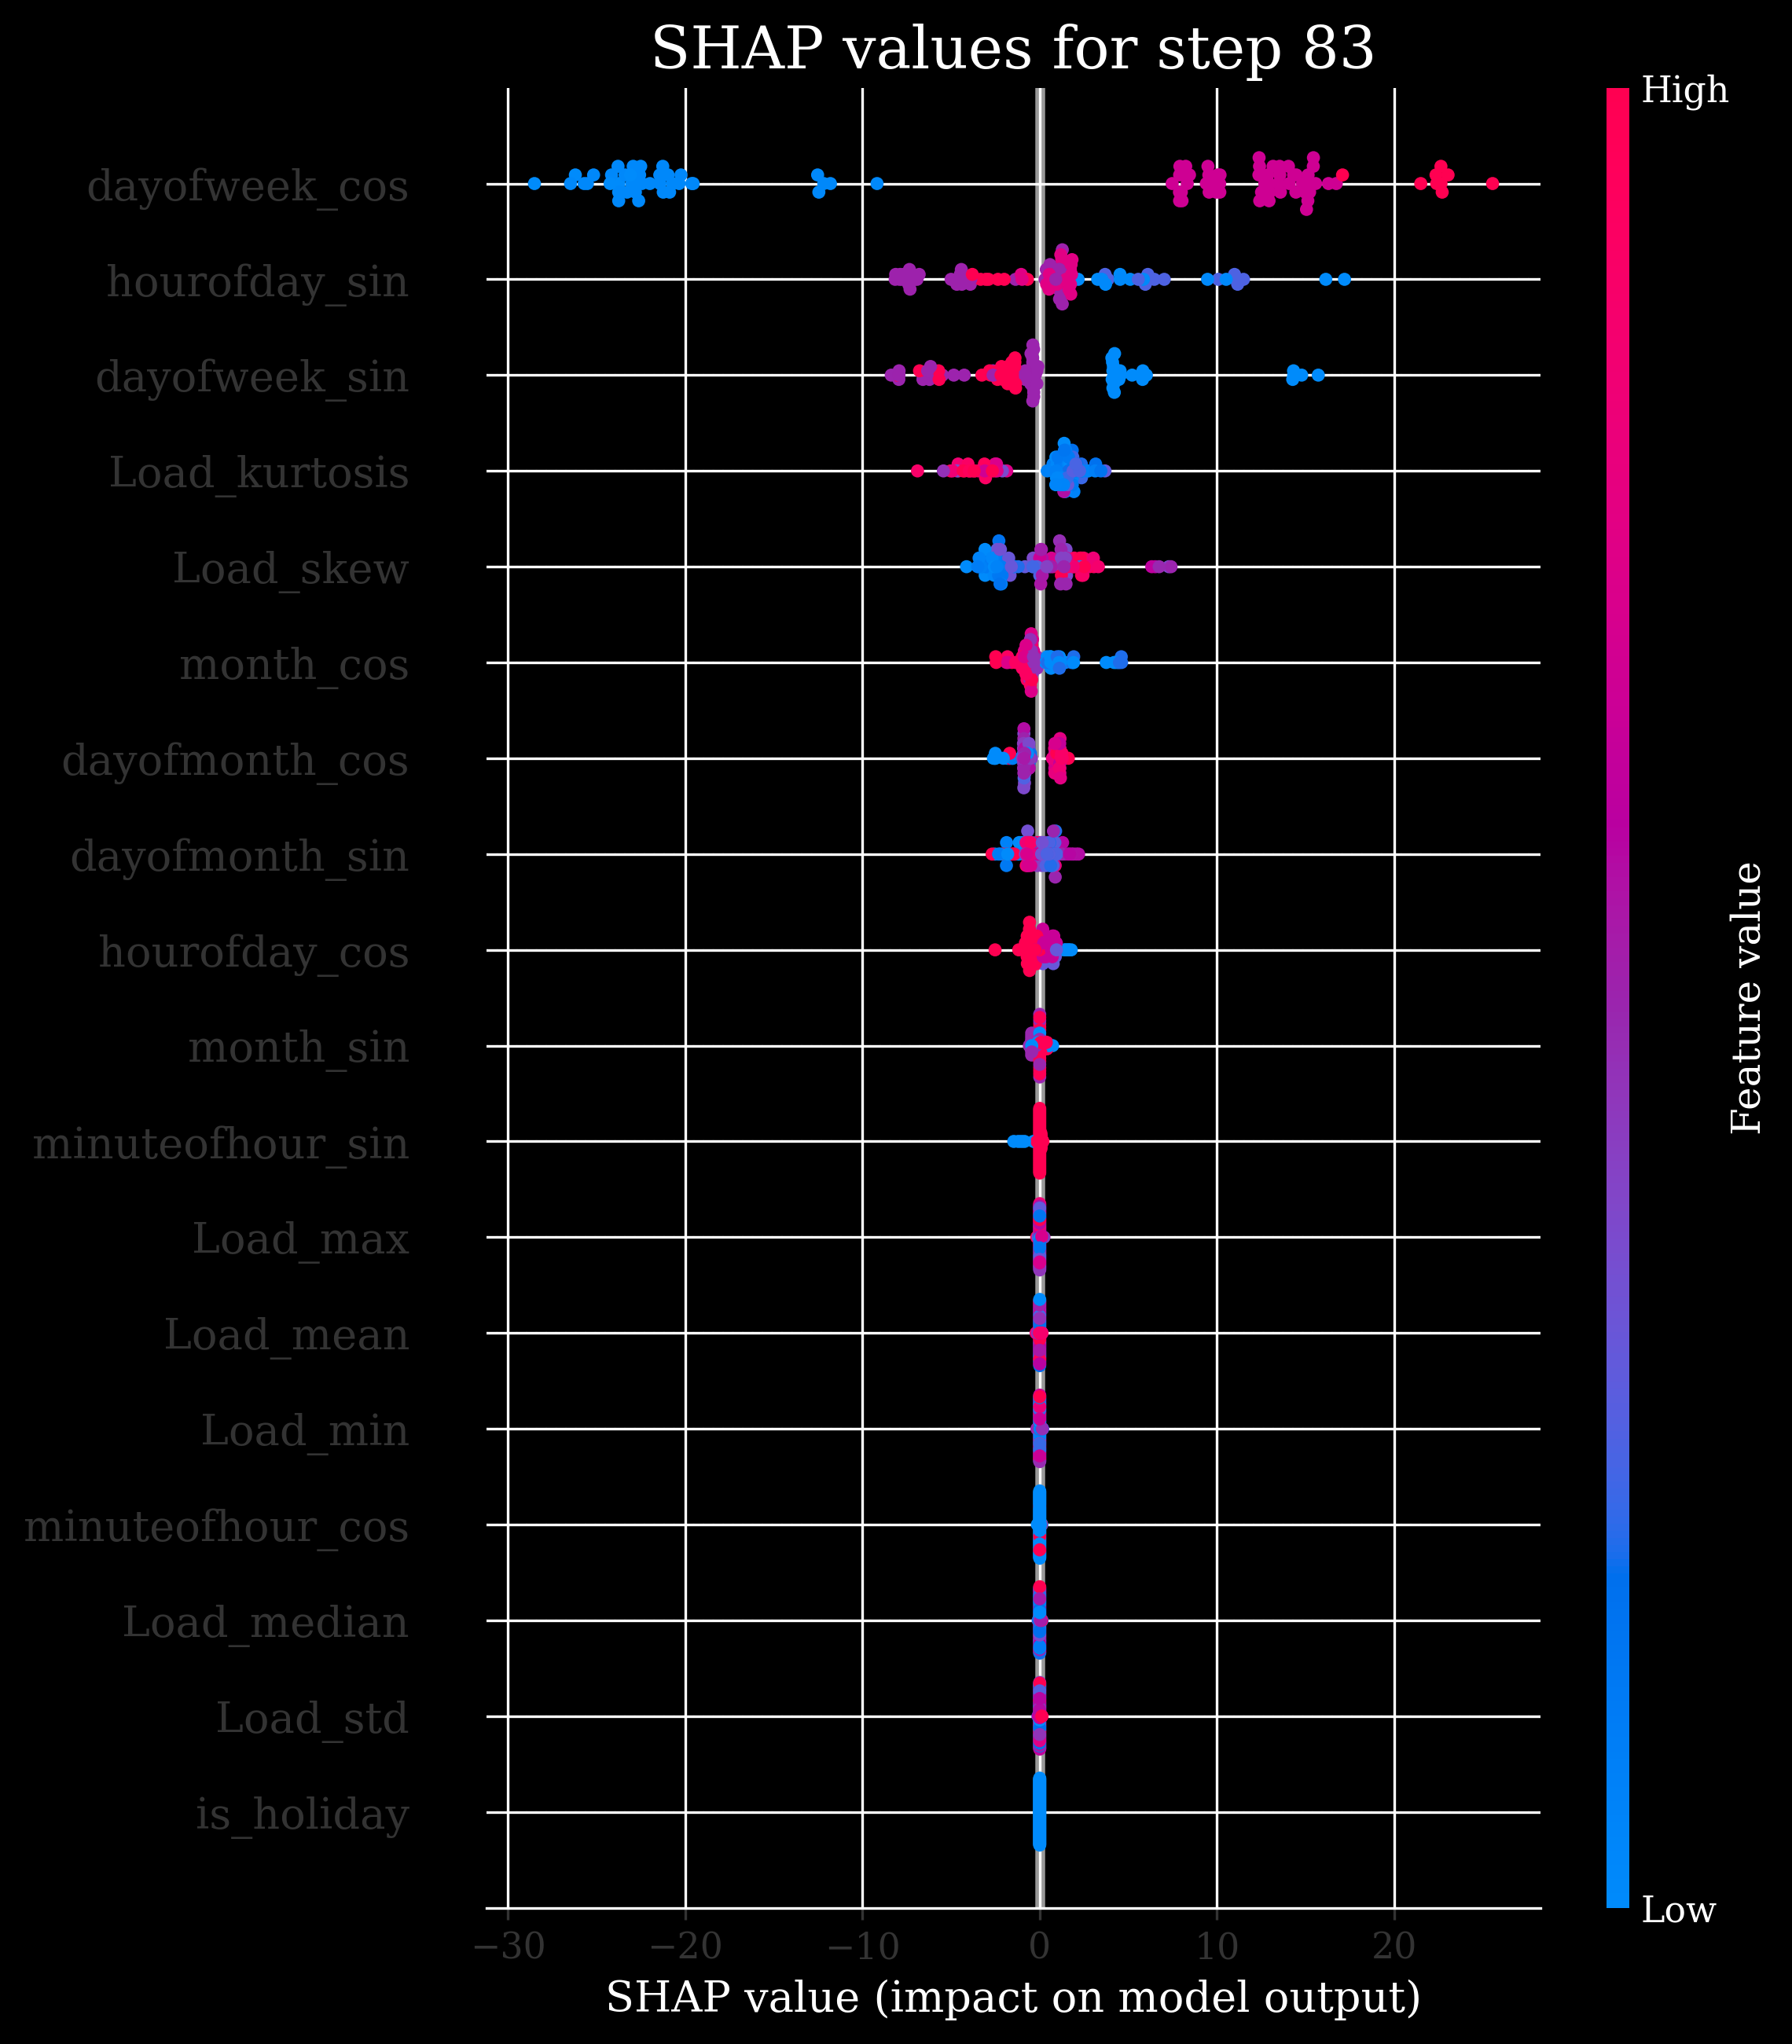 SHAP values for step 83
High
dayofweek_cos
hourofday_sin
dayofweek_sin
Load_kurtosis
Load_skew
month_cos
dayofmonth_cos
dayofmonth_sin
hourofday_cos
month_sin
minuteofhour_sin
Load_max
Load_mean
Load_min
minuteofhour_cos
Load_median
Load_std
is_holiday
Feature value
Low
−30 −20 −10 0 10 20
SHAP value (impact on model output)